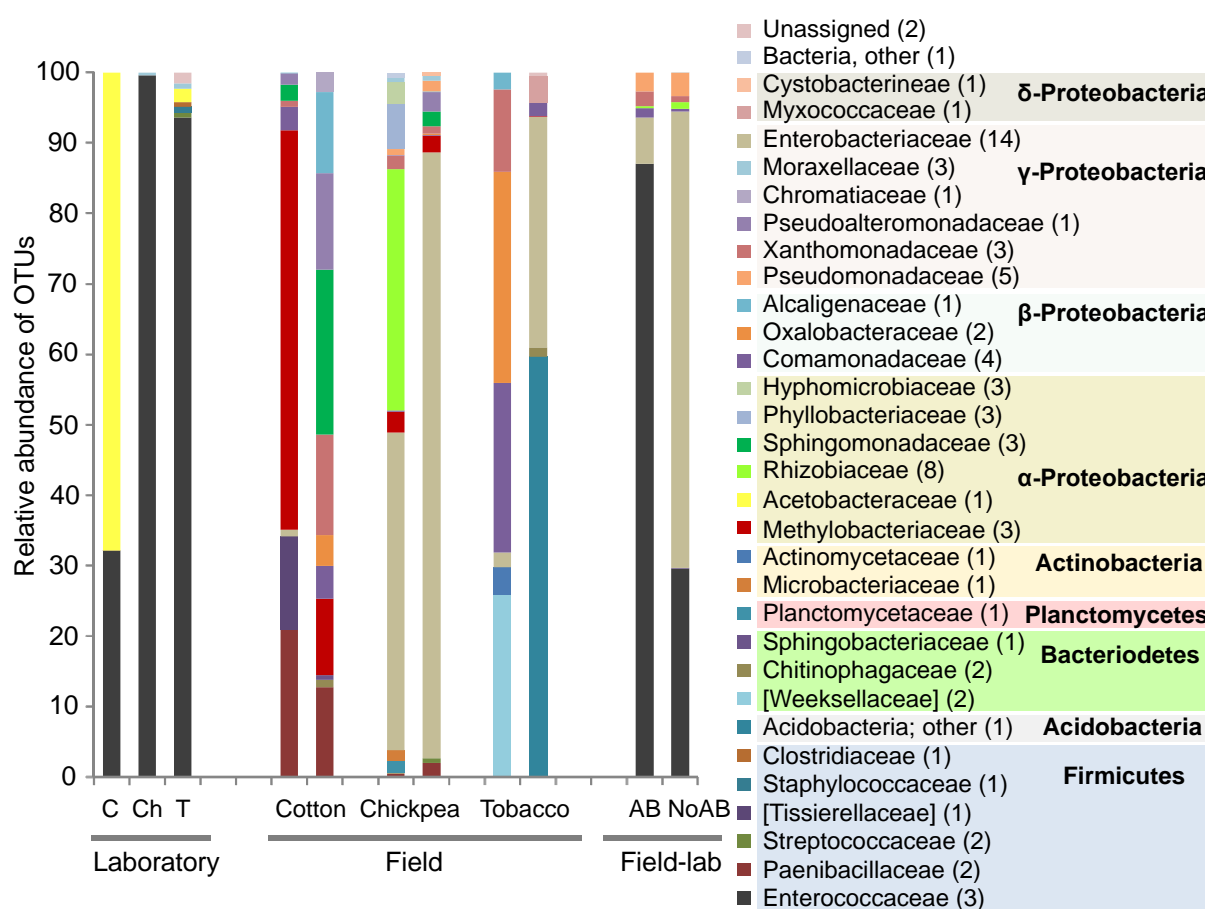 Relative abundance of OTUs
100
90
80
70
60
50
40
30
20
10
0
C Ch T
Cotton Chickpea Tobacco
AB NoAB
Laboratory
Field
Field-lab
Unassigned (2)
Bacteria, other (1)
Cystobacterineae (1)
δ-Proteobacteria
Myxococcaceae (1)
Enterobacteriaceae (14)
Moraxellaceae (3)
γ-Proteobacteria
Chromatiaceae (1)
Pseudoalteromonadaceae (1)
Xanthomonadaceae (3)
Pseudomonadaceae (5)
Alcaligenaceae (1)
β-Proteobacteria
Oxalobacteraceae (2)
Comamonadaceae (4)
Hyphomicrobiaceae (3)
Phyllobacteriaceae (3)
Sphingomonadaceae (3)
Rhizobiaceae (8)
α-Proteobacteria
Acetobacteraceae (1)
Methylobacteriaceae (3)
Actinomycetaceae (1)
Actinobacteria
Microbacteriaceae (1)
Planctomycetaceae (1) Planctomycetes
Sphingobacteriaceae (1)
Bacteriodetes
Chitinophagaceae (2)
[Weeksellaceae] (2)
Acidobacteria; other (1) Acidobacteria
Clostridiaceae (1)
Firmicutes
Staphylococcaceae (1)
[Tissierellaceae] (1)
Streptococcaceae (2)
Paenibacillaceae (2)
Enterococcaceae (3)